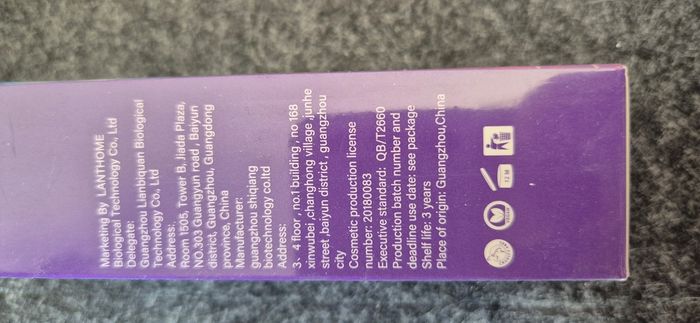 Marketing By LANTHOME
Biological Technology Co., Ltd
Delegate:
Guangzhou Lianbiquan Biological
Technology Co. Ltd
Address:
Room 1505, Tower B,Jiada Plaza,
NO.303 Guangyun road , Baiyun
district, Guangzhou, Guangdong
province, China
Manufacturer:
guangzhou shiqiang
biotechnology co.ltd
Address:
3、4 floor , no.1 building , no 168
xinwubei ,changhong village ,junhe
street ,baiyun district , guangzhou
city
Cosmetic production license
number: 20180083
Executive standard: QB/T2660
Production batch number and
deadline use date: see package
Shelf life: 3 years
Place of origin: Guangzhou,China
12 M
VEGAN